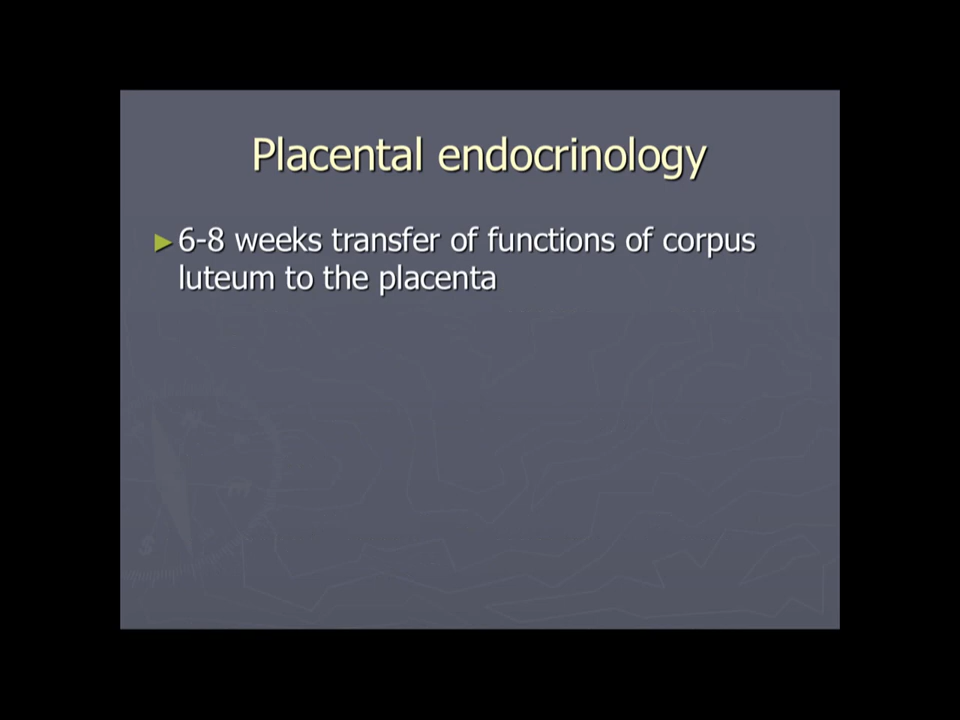 Placental endocrinology
►6-8 weeks transfer of functions of corpus
luteum to the placenta